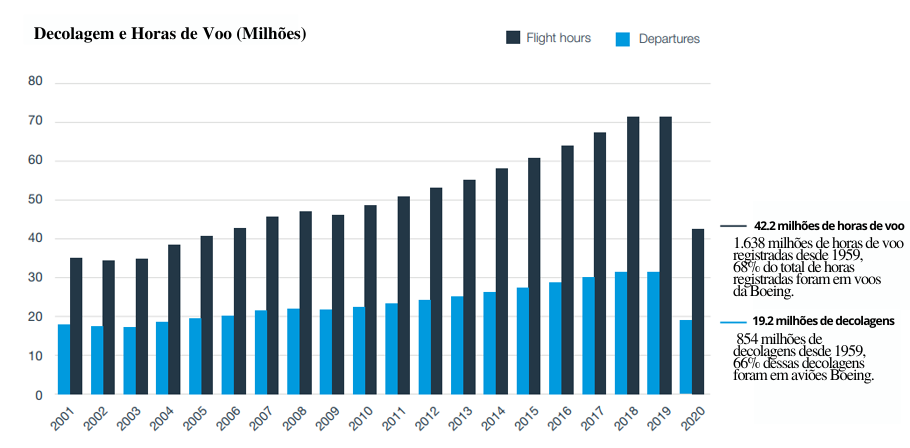 Decolagem e Horas de Voo (Milhões)
Flight hours
Departures
80
70
60
50
40
30
20
10
0
2001
2002
2003
2004
2005
2006
2007
2008
2009
2010
2011
2012
2013
2014
2015
2016
2017
2018
2019
2020
42.2 milhões de horas de voo
1.638 milhões de horas de voo
registradas desde 1959,
68% do total de horas
registradas foram em voos
da Boeing.
19.2 milhões de decolagens
854 milhões de
decolagens desde 1959,
66% dessas decolagens
foram em aviões Boeing.